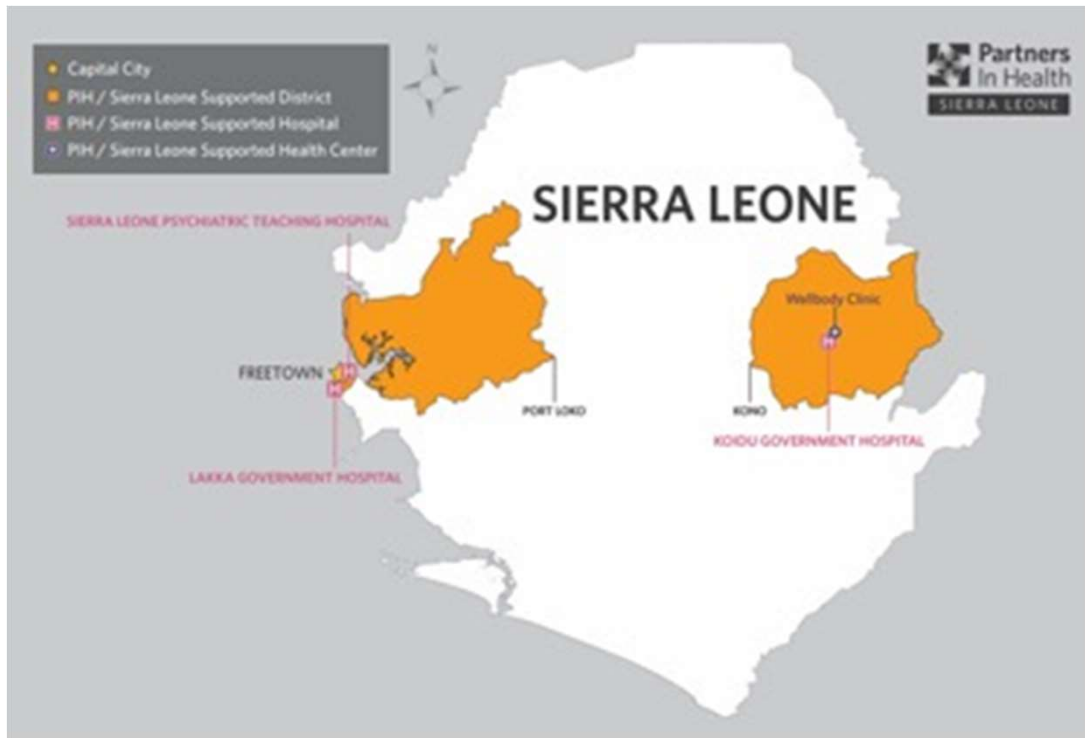 Capital City
PIH / Sierra Leone Supported District
PIH / Sierra Leone Supported Hospital
H
PIH / Sierra Leone Supported Health Center
N
Partners
In Health
SIERRA LEONE
SIERRA LEONE
SIERRA LEONE PSYCHIATRIC TEACHING HOSPITAL
Wellbody Clinic
H
FREETOWN
H
H
PORT LOKO
KONO
KOIDU GOVERNMENT HOSPITAL
LAKKA GOVERNMENT HOSPITAL